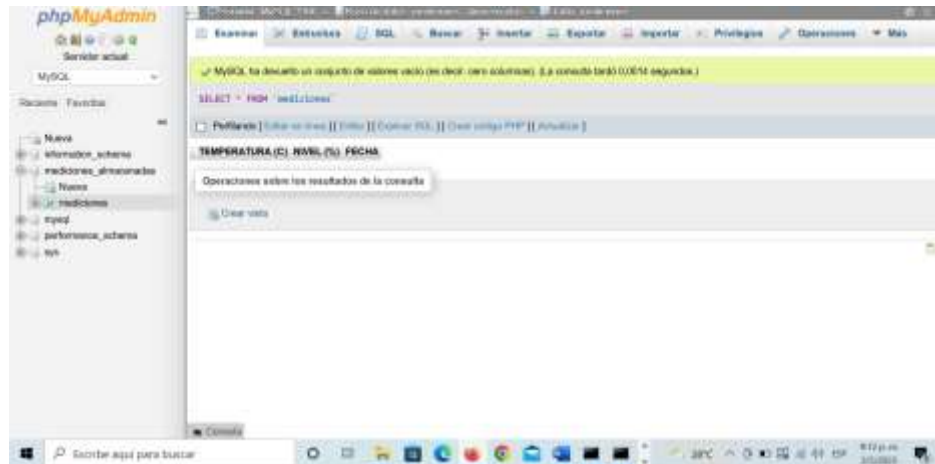 phpMyAdmin
Servidor actual
MySQL
Reciente Favoritas
Nueva
information_schema
mediciones_almacenadas
Nueva
mediciones
mysql
performance_schema
sys
Examinar Estructura SQL Buscar Insertar Exportar Importar Privilegios Operaciones Más
MySQL ha devuelto un conjunto de valores vacío (es decir: cero columnas). (La consulta tardó 0,0014 segundos.)
SELECT * FROM `mediciones`
Perfilando [ Editar en línea ] [ Editar ] [ Explicar SQL ] [ Crear código PHP ] [ Actualizar ]
TEMPERATURA (C) NIVEL (%) FECHA
Operaciones sobre los resultados de la consulta
Crear vista
Consola
Escribe aquí para buscar
ESP